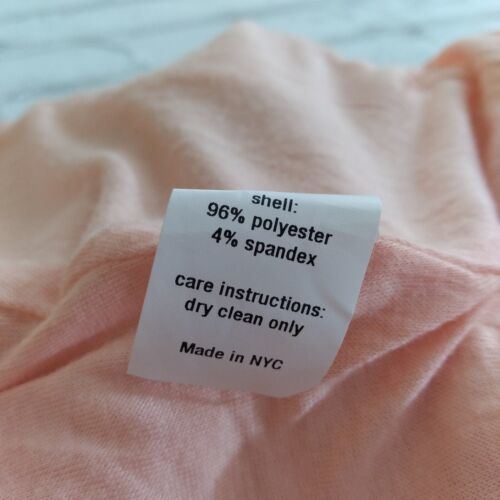 shell:
96% polyester
4% spandex
care instructions:
dry clean only
Made in NYC